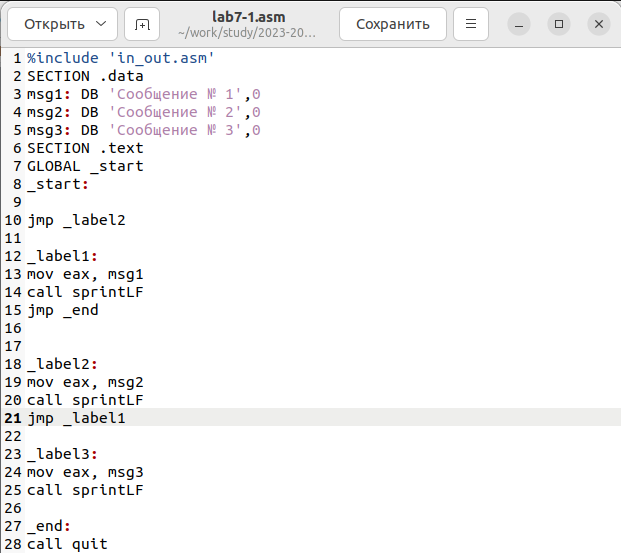 Открыть
lab7-1.asm
~/work/study/2023-20...
Сохранить
1 %include 'in_out.asm'
2 SECTION .data
3 msg1: DB 'Сообщение № 1',0
4 msg2: DB 'Сообщение № 2',0
5 msg3: DB 'Сообщение № 3',0
6 SECTION .text
7 GLOBAL _start
8 _start:
9
10 jmp _label2
11
12 _label1:
13 mov eax, msg1
14 call sprintLF
15 jmp _end
16
17
18 _label2:
19 mov eax, msg2
20 call sprintLF
21 jmp _label1
22
23 _label3:
24 mov eax, msg3
25 call sprintLF
26
27 _end:
28 call quit